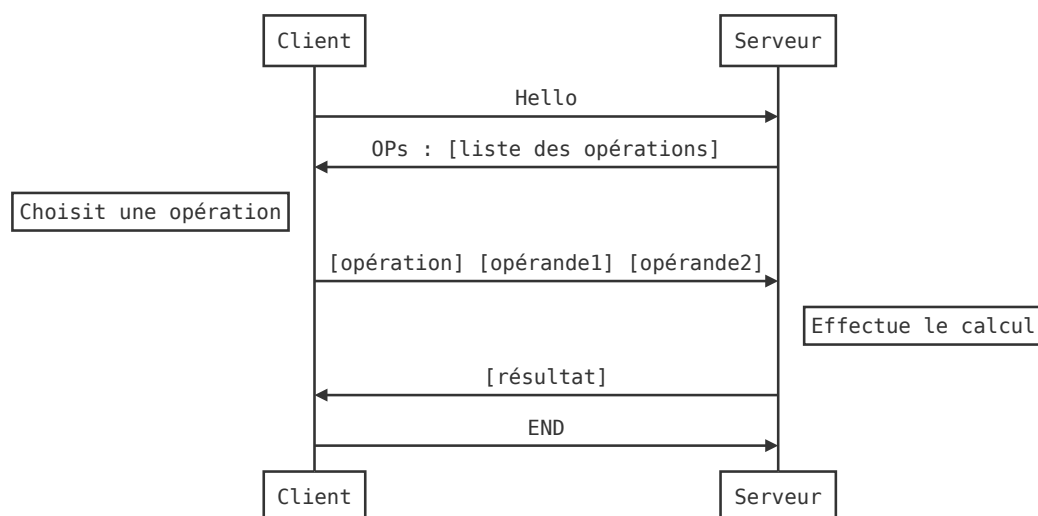 Client
Serveur
Hello
OPs : [liste des opérations]
Choisit une opération
[opération] [opérande1] [opérande2]
Effectue le calcul
[résultat]
END
Client
Serveur